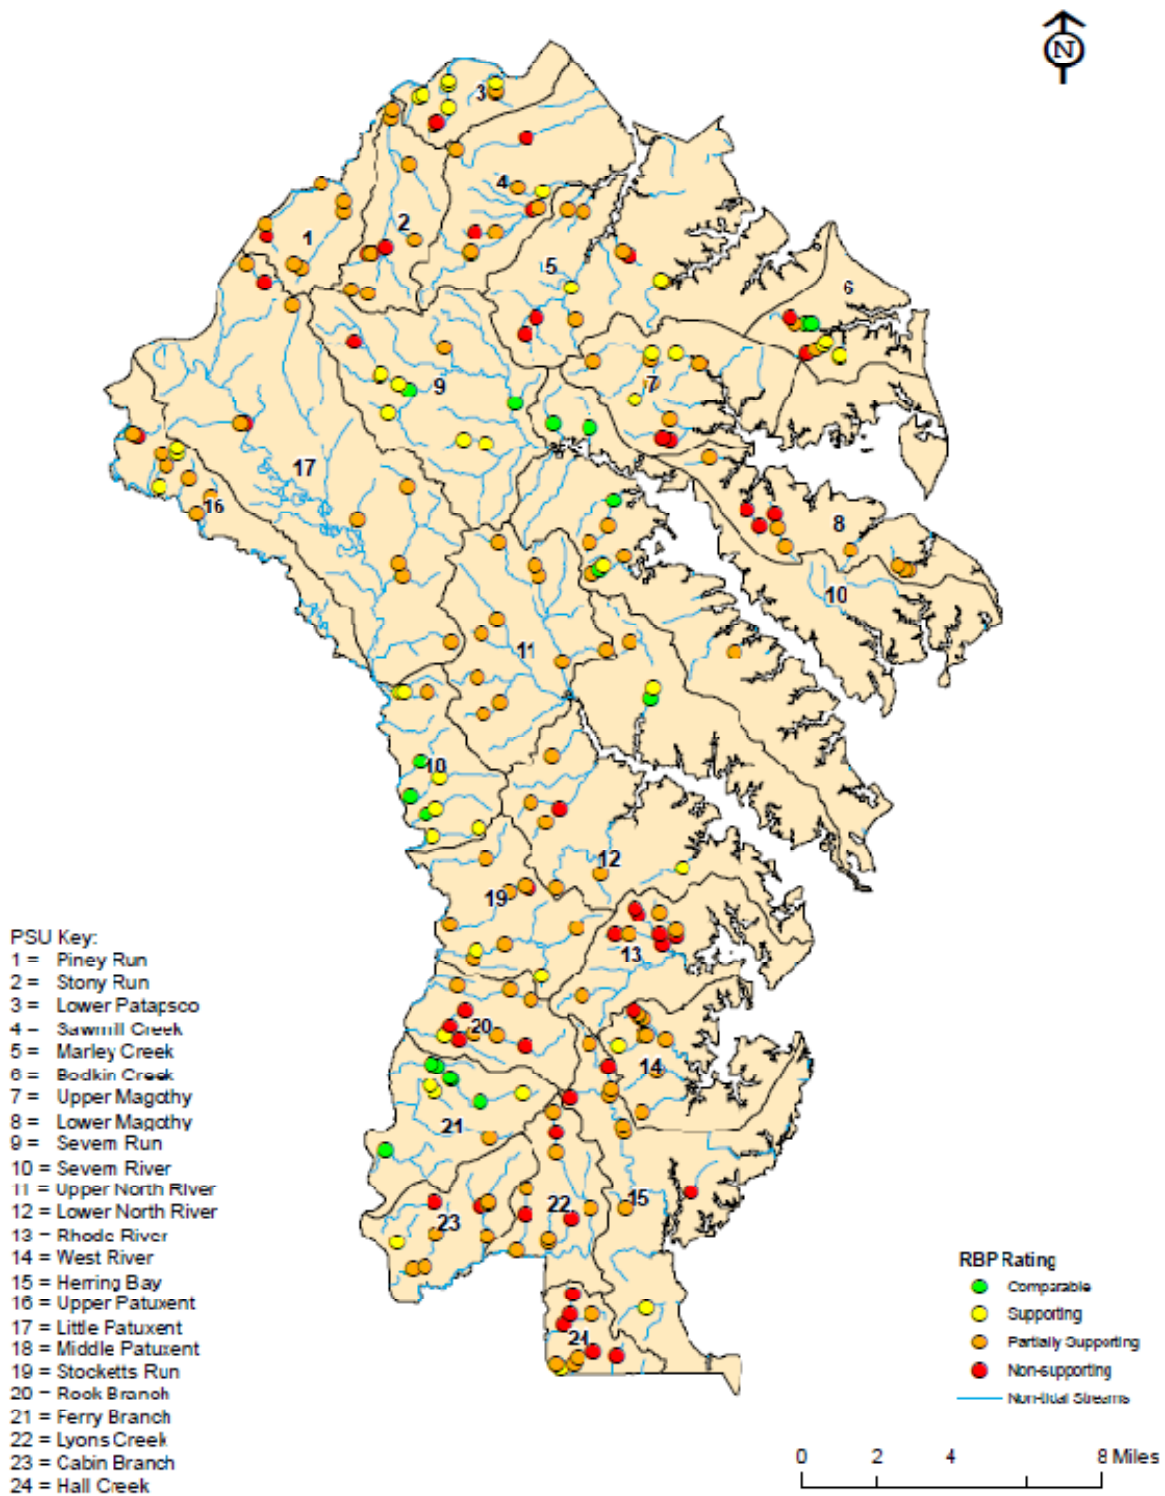 N
3
4
2
1
5
6
9
7
17
16
8
10
11
10
12
19
13
20
14
21
15
22
23
24
PSU Key:
1 = Piney Run
2 = Stony Run
3 = Lower Patapsco
4 = Sawmill Creek
5 = Marley Creek
6 = Bodkin Creek
7 = Upper Magothy
8 = Lower Magothy
9 = Severn Run
10 = Severn River
11 = Upper North River
12 = Lower North River
13 = Rhode River
14 = West River
15 = Herring Bay
16 = Upper Patuxent
17 = Little Patuxent
18 = Middle Patuxent
19 = Stocketts Run
20 = Rock Branch
21 = Ferry Branch
22 = Lyons Creek
23 = Cabin Branch
24 = Hall Creek
RBP Rating
Comparable
Supporting
Partially Supporting
Non-supporting
Non-tidal Streams
0 2 4 8 Miles